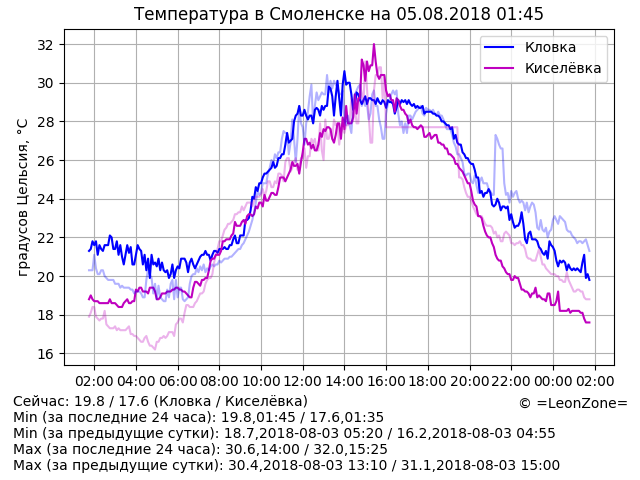 Температура в Смоленске на 05.08.2018 01:45
32
30
28
26
24
22
20
18
16
градусов Цельсия, °C
Кловка
Киселёвка
02:00 04:00 06:00 08:00 10:00 12:00 14:00 16:00 18:00 20:00 22:00 00:00 02:00
Сейчас: 19.8 / 17.6 (Кловка / Киселёвка)
© =LeonZone=
Min (за последние 24 часа): 19.8,01:45 / 17.6,01:35
Min (за предыдущие сутки): 18.7,2018-08-03 05:20 / 16.2,2018-08-03 04:55
Max (за последние 24 часа): 30.6,14:00 / 32.0,15:25
Max (за предыдущие сутки): 30.4,2018-08-03 13:10 / 31.1,2018-08-03 15:00